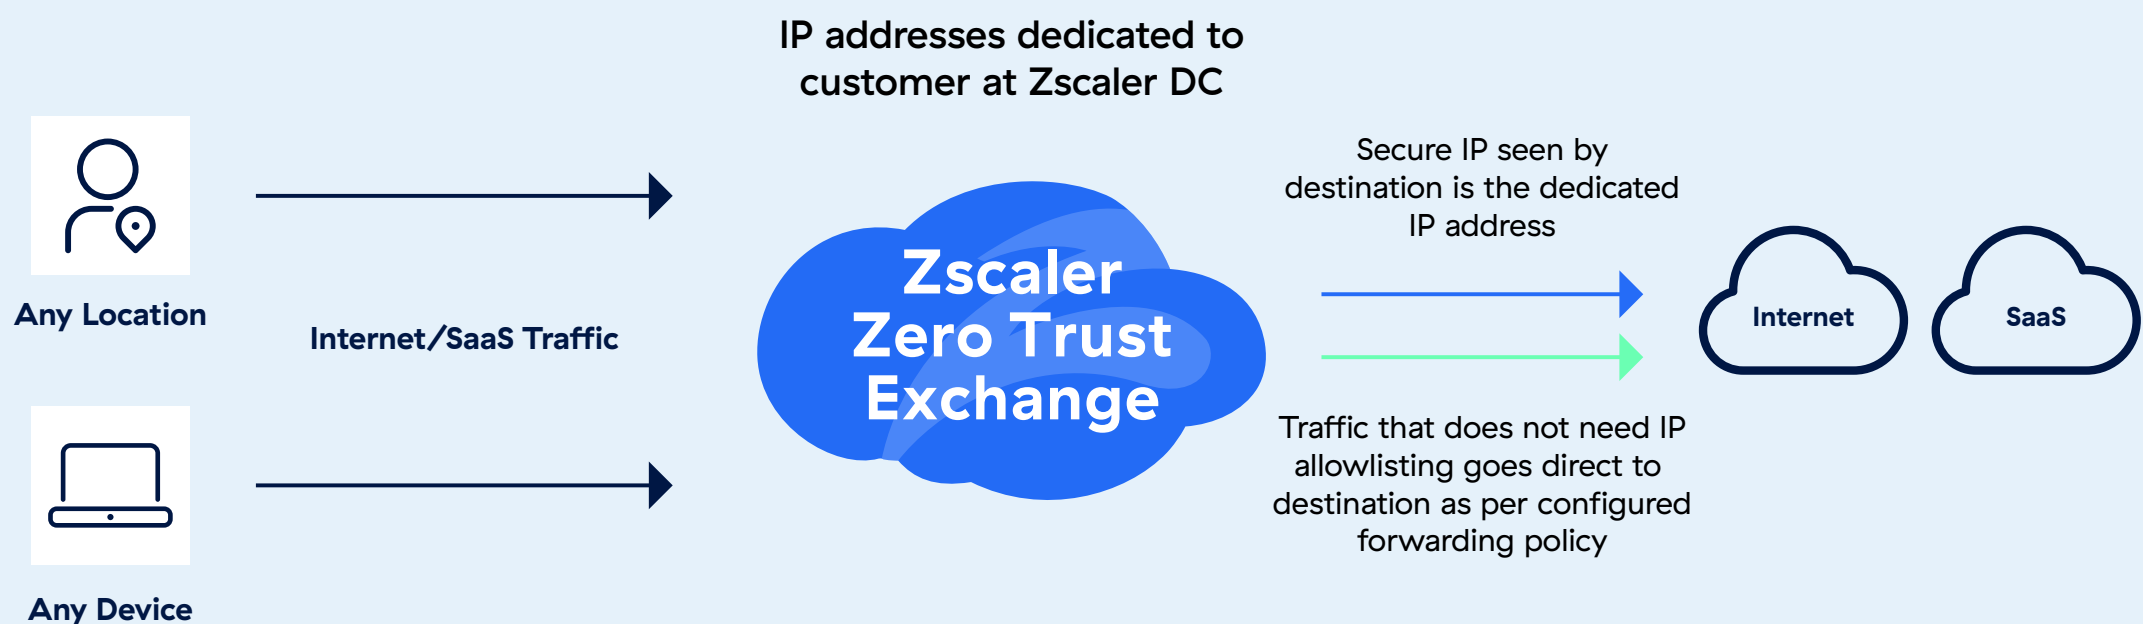 IP addresses dedicated to
customer at Zscaler DC
Any Location
Internet/SaaS Traffic
Any Device
Zscaler
Zero Trust
Exchange
Secure IP seen by
destination is the dedicated
IP address
Traffic that does not need IP
allowlisting goes direct to
destination as per configured
forwarding policy
Internet
SaaS